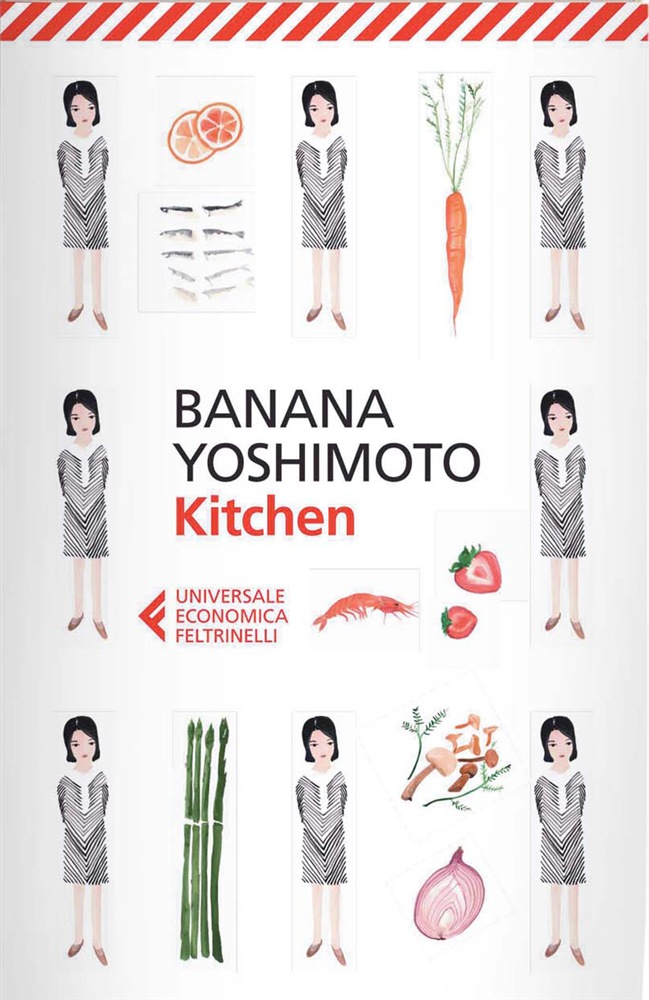 BANANA
YOSHIMOTO
Kitchen
UNIVERSALE
ECONOMICA
FELTRINELLI